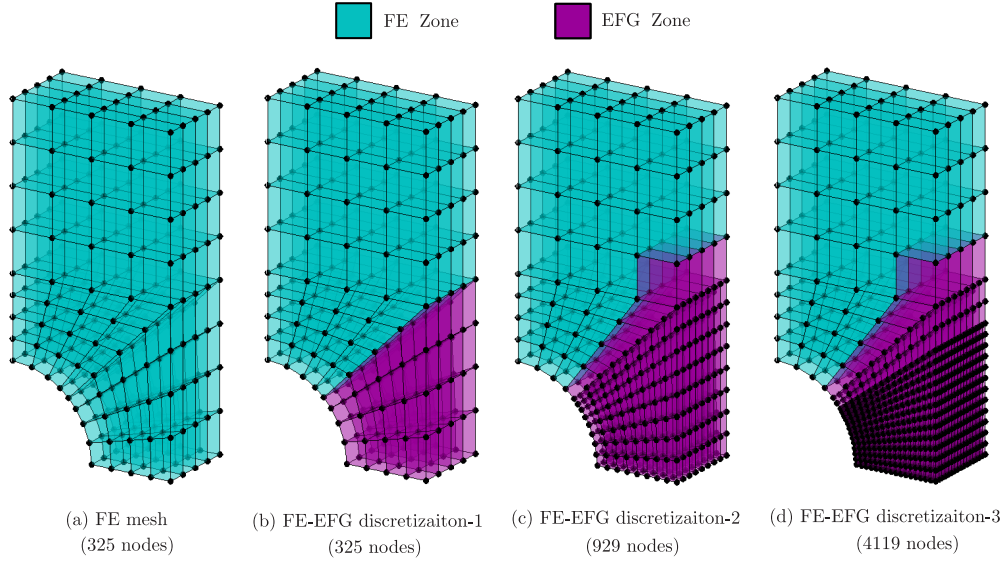 FE Zone
EFG Zone
(a) FE mesh
(325 nodes)
(b) FE-EFG discretizaiton-1
(325 nodes)
(c) FE-EFG discretizaiton-2
(929 nodes)
(d) FE-EFG discretizaiton-3
(4119 nodes)